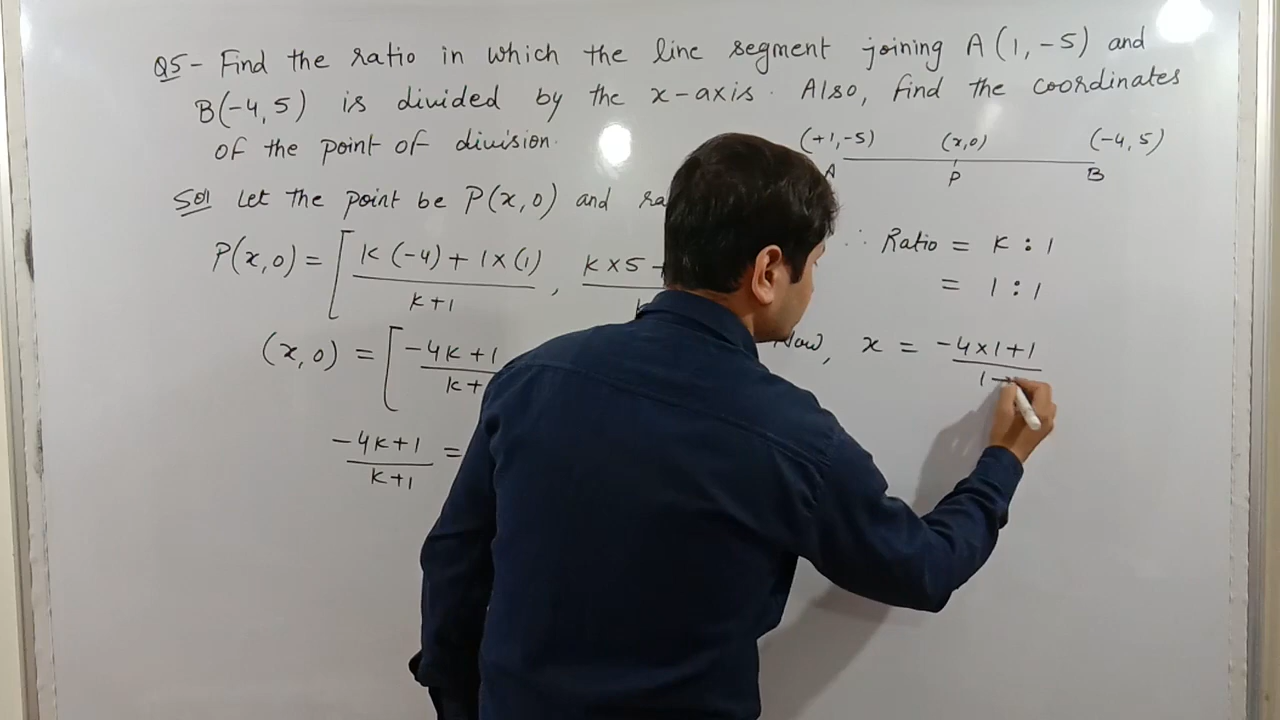 Q5- Find the ratio in which the line segment joining A(1,-5) and
B(-4,5) is divided by the x-axis. Also, find the coordinates
of the point of division.
(+1,-5) (x,0) (-4,5)
A P B
Sol Let the point be P(x,0) and
P(x,0) = [ K(-4)+1×(1) / K+1 , K×5
(x,0) = [ -4K+1 / K+
-4K+1 / K+1 =
∴ Ratio = K : 1
= 1 : 1
Now, x = -4×1+1 / 1